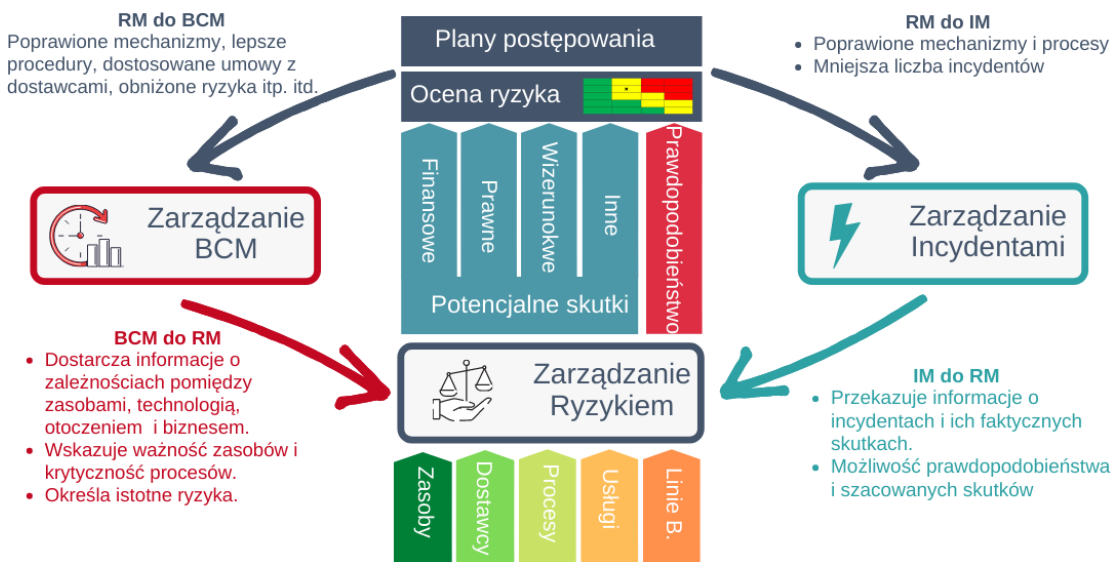 RM do BCM
Poprawione mechanizmy, lepsze
procedury, dostosowane umowy z
dostawcami, obniżone ryzyka itp. itd.
Plany postępowania
Ocena ryzyka
Finansowe
Prawne
Wizerunokwe
Inne
Prawdopodobieństwo
Potencjalne skutki
RM do IM
• Poprawione mechanizmy i procesy
• Mniejsza liczba incydentów
Zarządzanie
BCM
Zarządzanie
Incydentami
BCM do RM
• Dostarcza informacje o
zależnościach pomiędzy
zasobami, technologią,
otoczeniem i biznesem.
• Wskazuje ważność zasobów i
krytyczność procesów.
• Określa istotne ryzyka.
Zarządzanie
Ryzykiem
Zasoby
Dostawcy
Procesy
Usługi
Linie B.
IM do RM
• Przekazuje informacje o
incydentach i ich faktycznych
skutkach.
• Możliwość prawdopodobieństwa
i szacowanych skutków